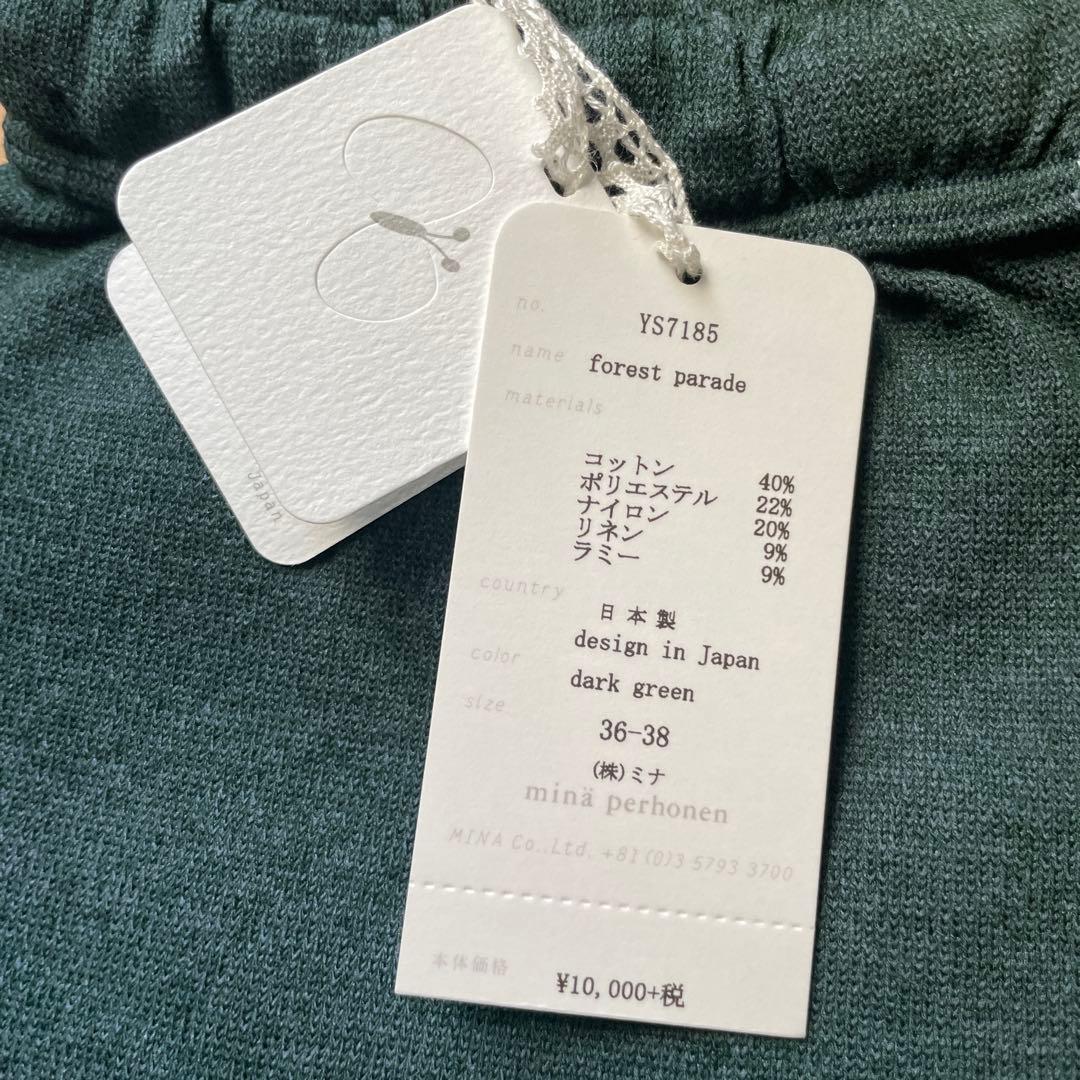 Japan
no.
YS7185
name
forest parade
materials
コットン 40%
ポリエステル 22%
ナイロン 20%
リネン 9%
ラミー 9%
country
日本製
design in Japan
color
dark green
size
36-38
(株)ミナ
minä perhonen
MINA Co.,Ltd. +81(0)3 5793 3700
本体価格
¥10,000+税